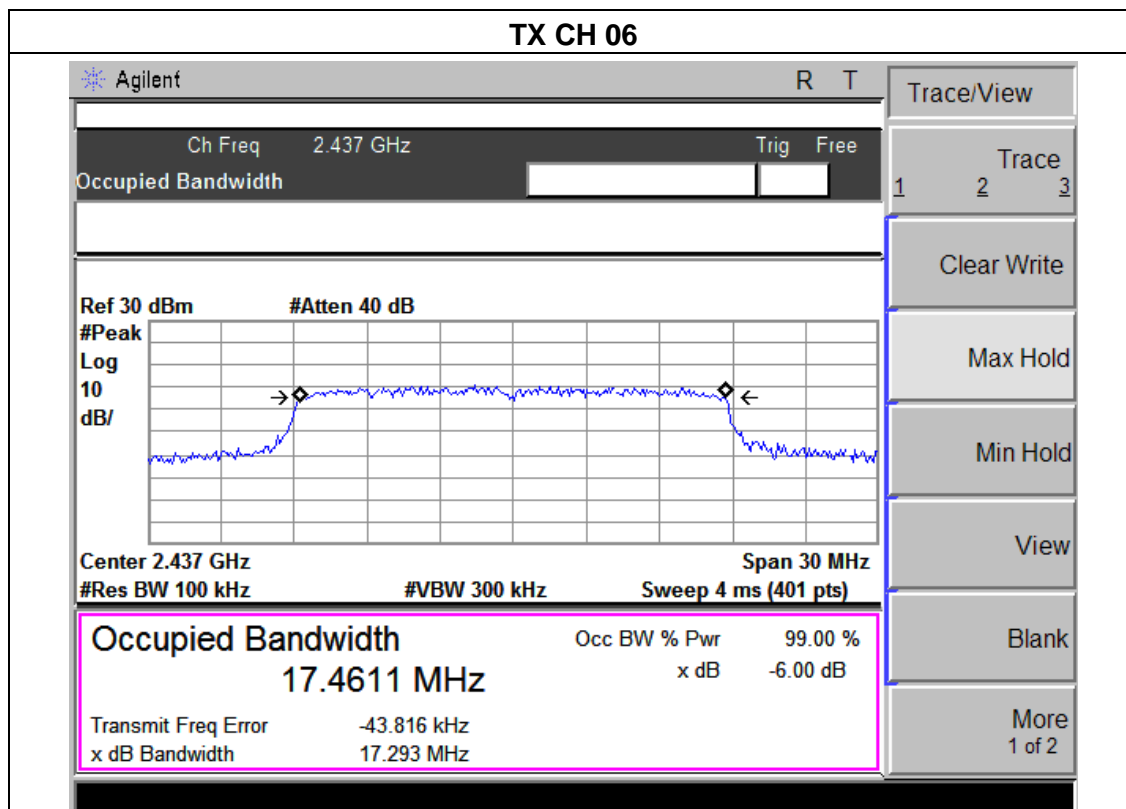 TX CH 06
Agilent R T
Trace/View
Ch Freq 2.437 GHz Trig Free
Occupied Bandwidth
Trace
1 2 3
Clear Write
Ref 30 dBm #Atten 40 dB
#Peak
Log
10
dB/
Max Hold
Min Hold
View
Center 2.437 GHz Span 30 MHz
#Res BW 100 kHz #VBW 300 kHz Sweep 4 ms (401 pts)
Occupied Bandwidth Occ BW % Pwr 99.00 %
17.4611 MHz x dB -6.00 dB
Blank
Transmit Freq Error -43.816 kHz
x dB Bandwidth 17.293 MHz
More
1 of 2